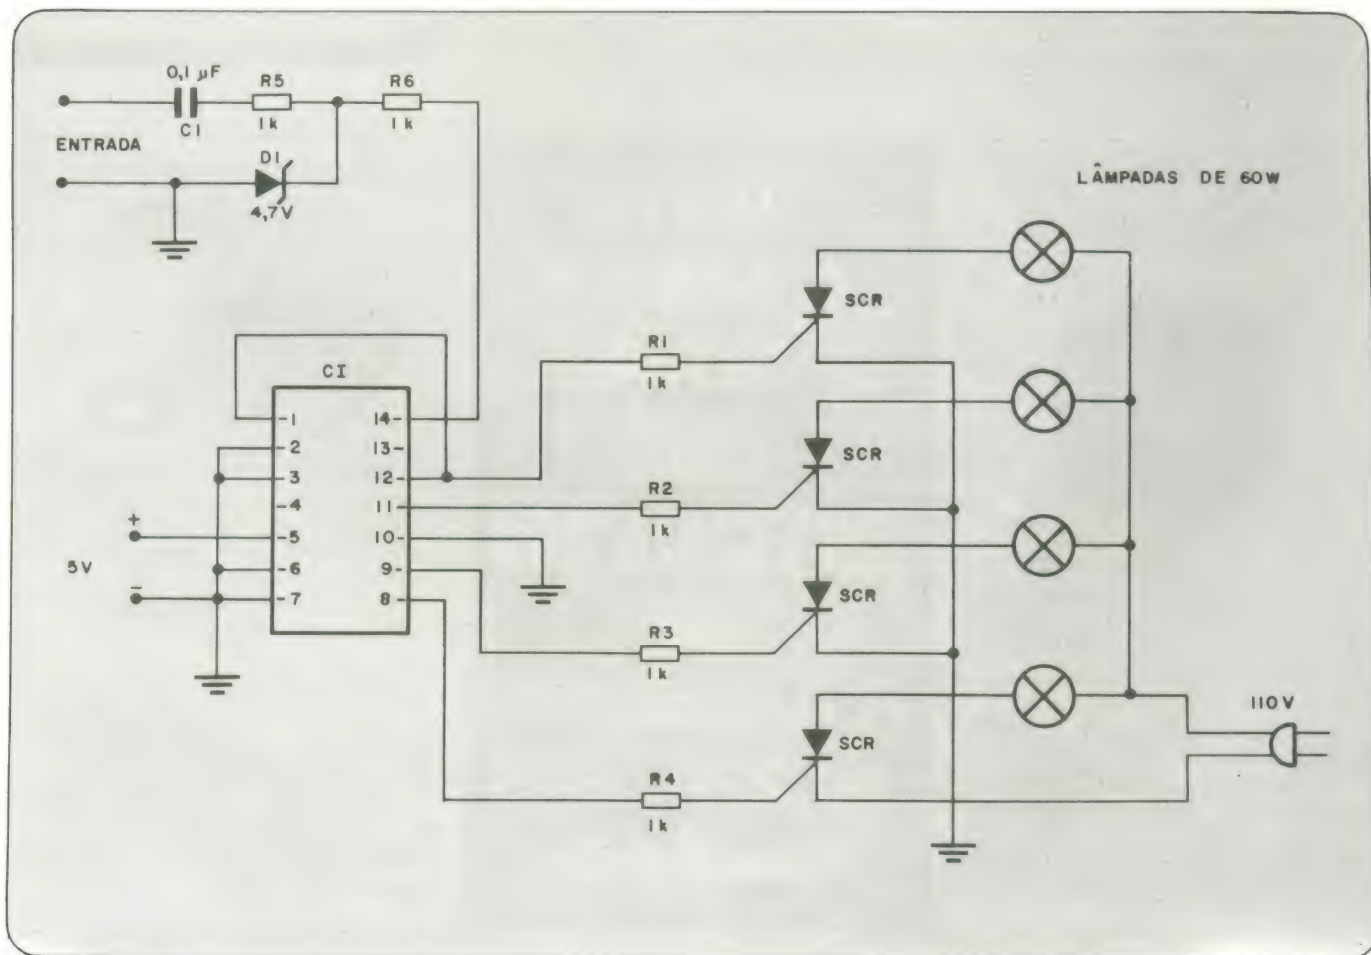 0,1 µF
C1
R5
1k
R6
1k
ENTRADA
D1
4,7V
LÂMPADAS DE 60W
SCR
R1
1k
CI
-1
14-
-2
13-
-3
12-
-4
11-
-5
10-
-6
9-
-7
8-
+
5V
-
SCR
R2
1k
SCR
R3
1k
110V
SCR
R4
1k